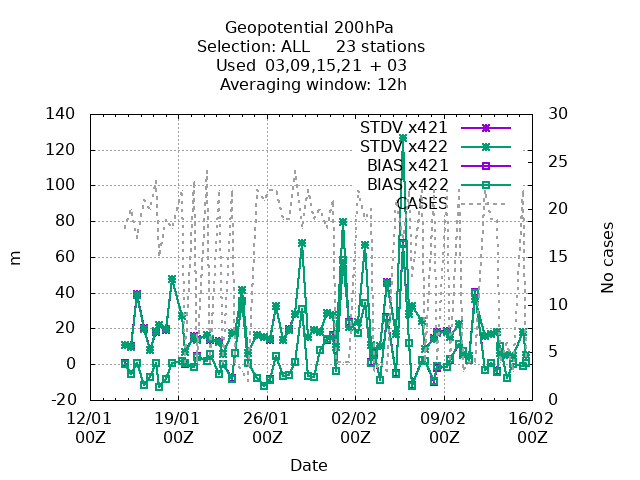 Geopotential 200hPa
Selection: ALL 23 stations
Used 03,09,15,21 + 03
Averaging window: 12h
140
120
100
80
60
40
20
0
-20
m
30
25
20
15
10
5
0
No cases
STDV x421
STDV x422
BIAS x421
BIAS x422
CASES
12/01 19/01 26/01 02/02 09/02 16/02
00Z 00Z 00Z 00Z 00Z 00Z
Date